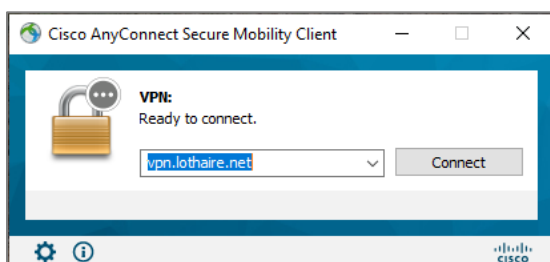 Cisco AnyConnect Secure Mobility Client
VPN:
Ready to connect.
vpn.lothaire.net
Connect
CISCO